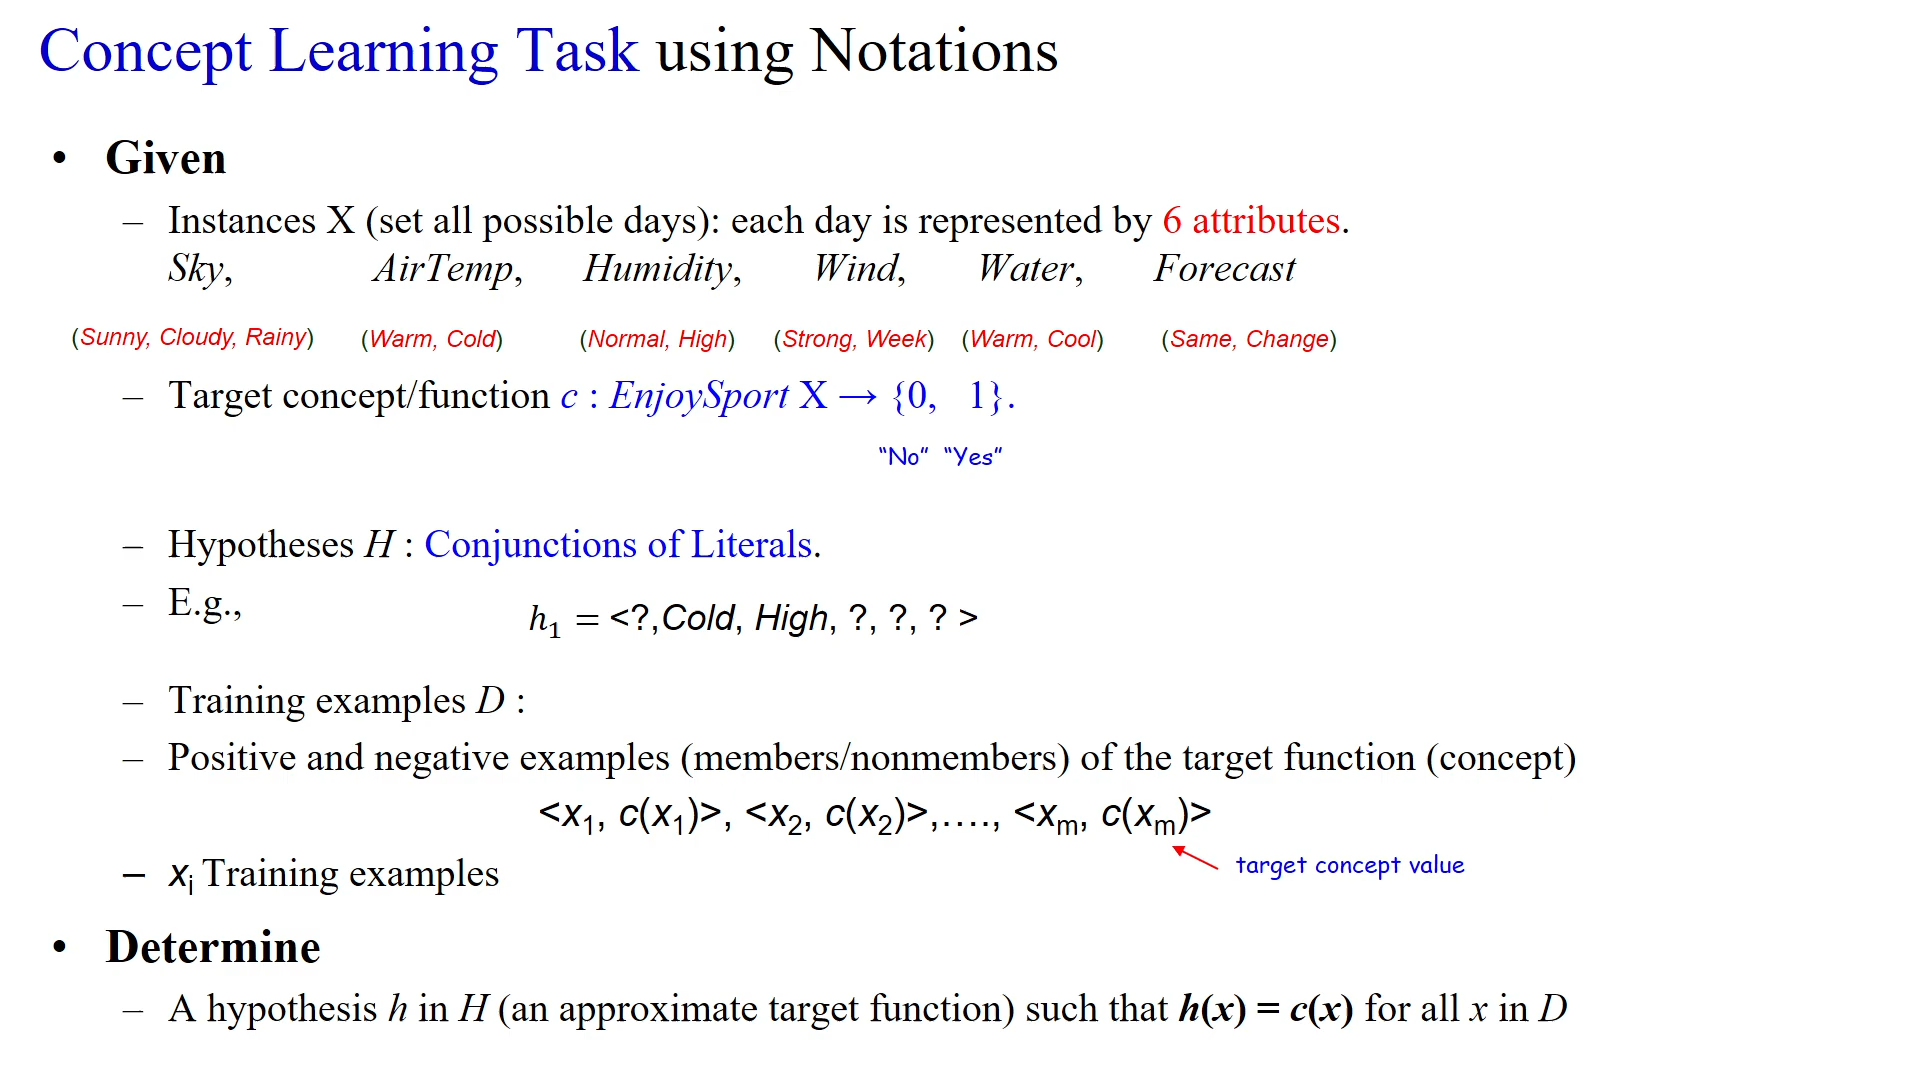 Concept Learning Task using Notations
• Given
– Instances X (set all possible days): each day is represented by 6 attributes.
Sky, AirTemp, Humidity, Wind, Water, Forecast
(Sunny, Cloudy, Rainy) (Warm, Cold) (Normal, High) (Strong, Week) (Warm, Cool) (Same, Change)
– Target concept/function c : EnjoySport X → {0, 1}.
“No” “Yes”
– Hypotheses H : Conjunctions of Literals.
– E.g., h₁ = <?,Cold, High, ?, ?, ? >
– Training examples D :
– Positive and negative examples (members/nonmembers) of the target function (concept)
<x₁, c(x₁)>, <x₂, c(x₂)>,…., <xₘ, c(xₘ)>
target concept value
– xᵢ Training examples
• Determine
– A hypothesis h in H (an approximate target function) such that h(x) = c(x) for all x in D